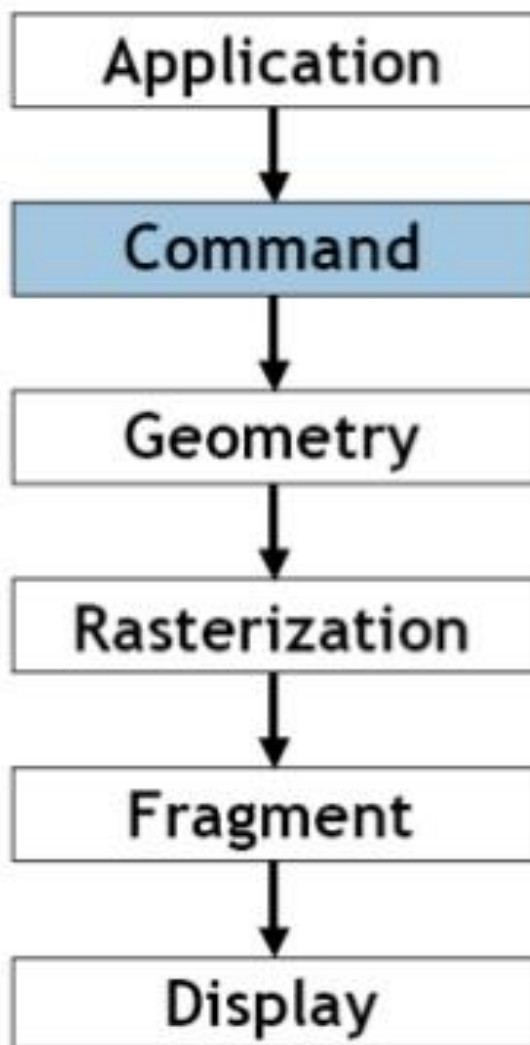 Application
Command
Geometry
Rasterization
Fragment
Display